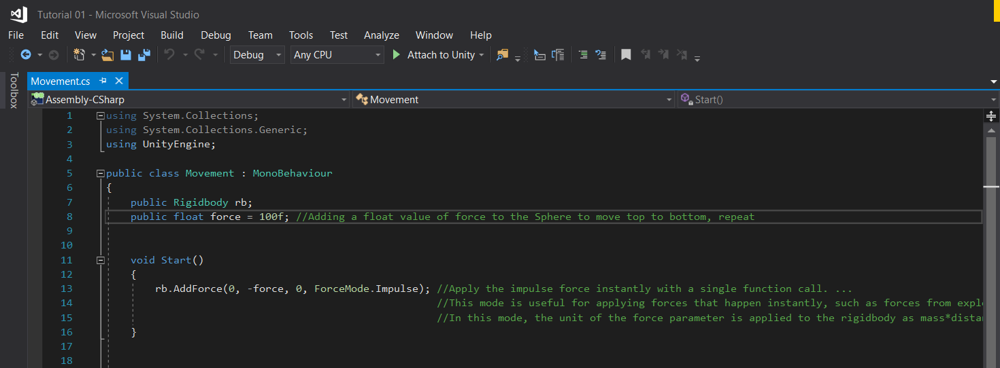 Tutorial 01 - Microsoft Visual Studio
File Edit View Project Build Debug Team Tools Test Analyze Window Help
Debug Any CPU Attach to Unity
Toolbox
Movement.cs
Assembly-CSharp Movement Start()
1 using System.Collections;
2 using System.Collections.Generic;
3 using UnityEngine;
4
5 public class Movement : MonoBehaviour
6 {
7 public Rigidbody rb;
8 public float force = 100f; //Adding a float value of force to the Sphere to move top to bottom, repeat
9
10
11 void Start()
12 {
13 rb.AddForce(0, -force, 0, ForceMode.Impulse); //Apply the impulse force instantly with a single function call. ...
14 //This mode is useful for applying forces that happen instantly, such as forces from expl
15 //In this mode, the unit of the force parameter is applied to the rigidbody as mass*dista
16 }
17
18